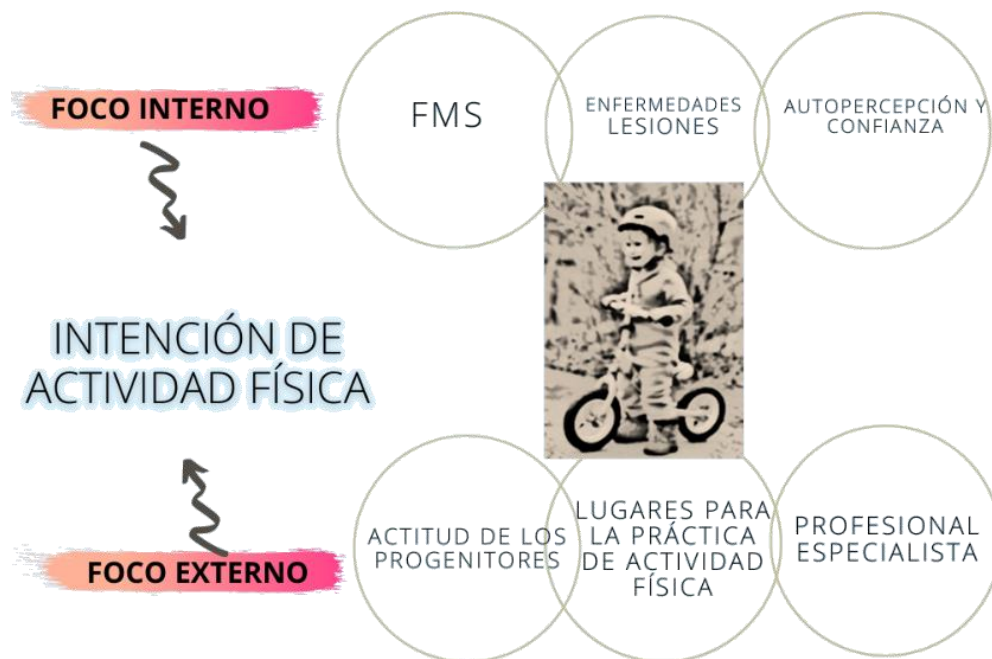 FOCO INTERNO
FMS
ENFERMEDADES
LESIONES
AUTOPERCEPCIÓN Y
CONFIANZA
INTENCIÓN DE
ACTIVIDAD FÍSICA
ACTITUD DE LOS
PROGENITORES
LUGARES PARA
LA PRÁCTICA
DE ACTIVIDAD
FÍSICA
PROFESIONAL
ESPECIALISTA
FOCO EXTERNO